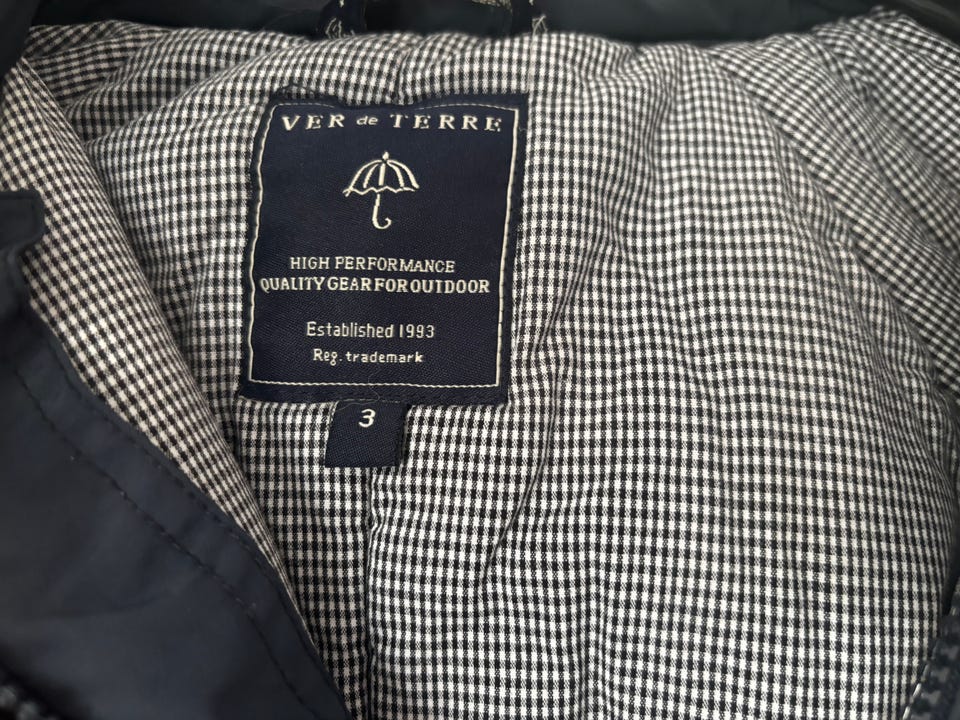 VER de TERRE
HIGH PERFORMANCE
QUALITY GEAR FOR OUTDOOR
Established 1993
Reg. trademark
3